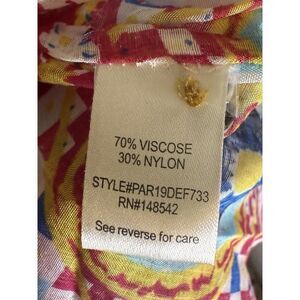 70% VISCOSE
30% NYLON
STYLE#PAR19DEF733
RN#148542
See reverse for care